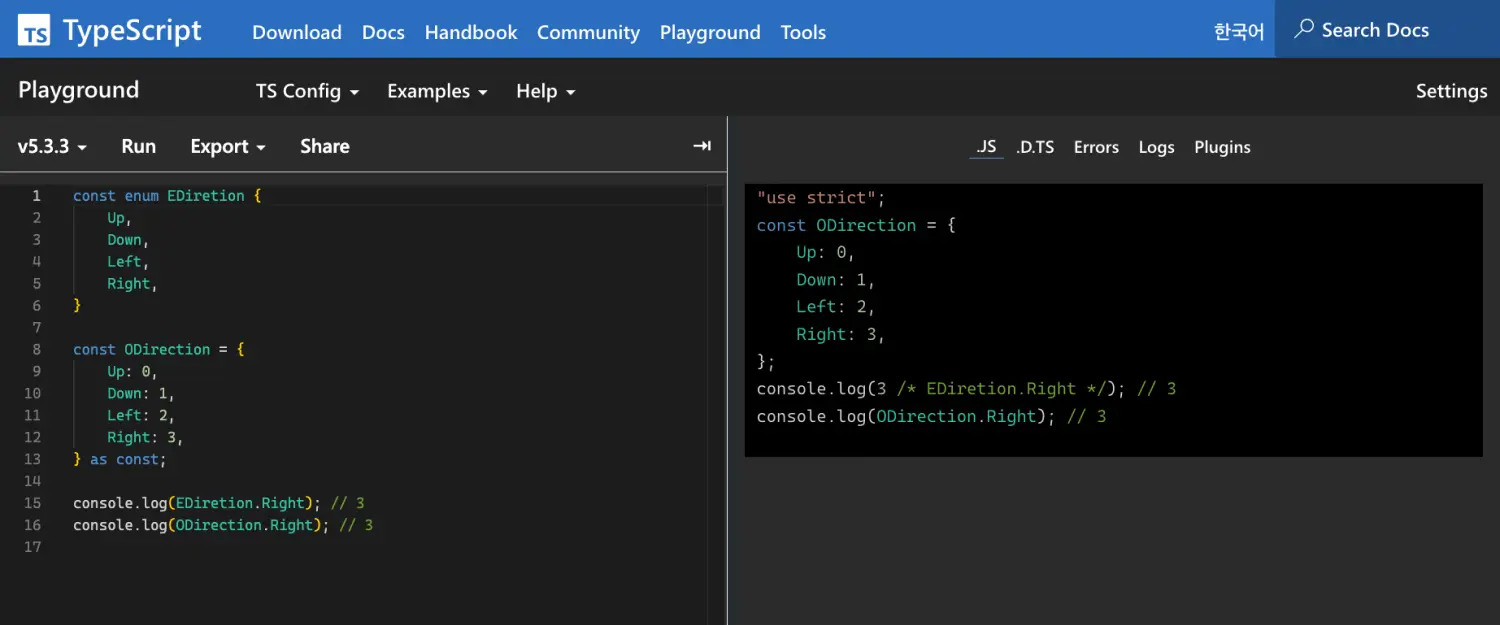 TS TypeScript Download Docs Handbook Community Playground Tools 한국어 Search Docs
Playground TS Config Examples Help Settings
v5.3.3 Run Export Share
.JS .D.TS Errors Logs Plugins
1 const enum EDiretion {
2 Up,
3 Down,
4 Left,
5 Right,
6 }
7
8 const ODirection = {
9 Up: 0,
10 Down: 1,
11 Left: 2,
12 Right: 3,
13 } as const;
14
15 console.log(EDiretion.Right); // 3
16 console.log(ODirection.Right); // 3
17
"use strict";
const ODirection = {
Up: 0,
Down: 1,
Left: 2,
Right: 3,
};
console.log(3 /* EDiretion.Right */); // 3
console.log(ODirection.Right); // 3